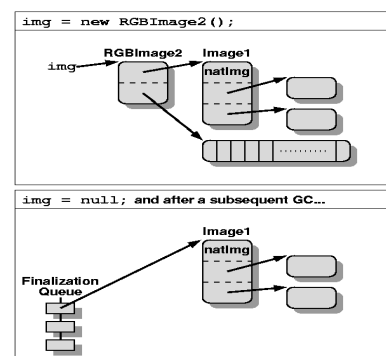 img = new RGBImage2();
RGBImage2
Image1
img
natImg
img = null; and after a subsequent GC...
Image1
natImg
Finalization
Queue